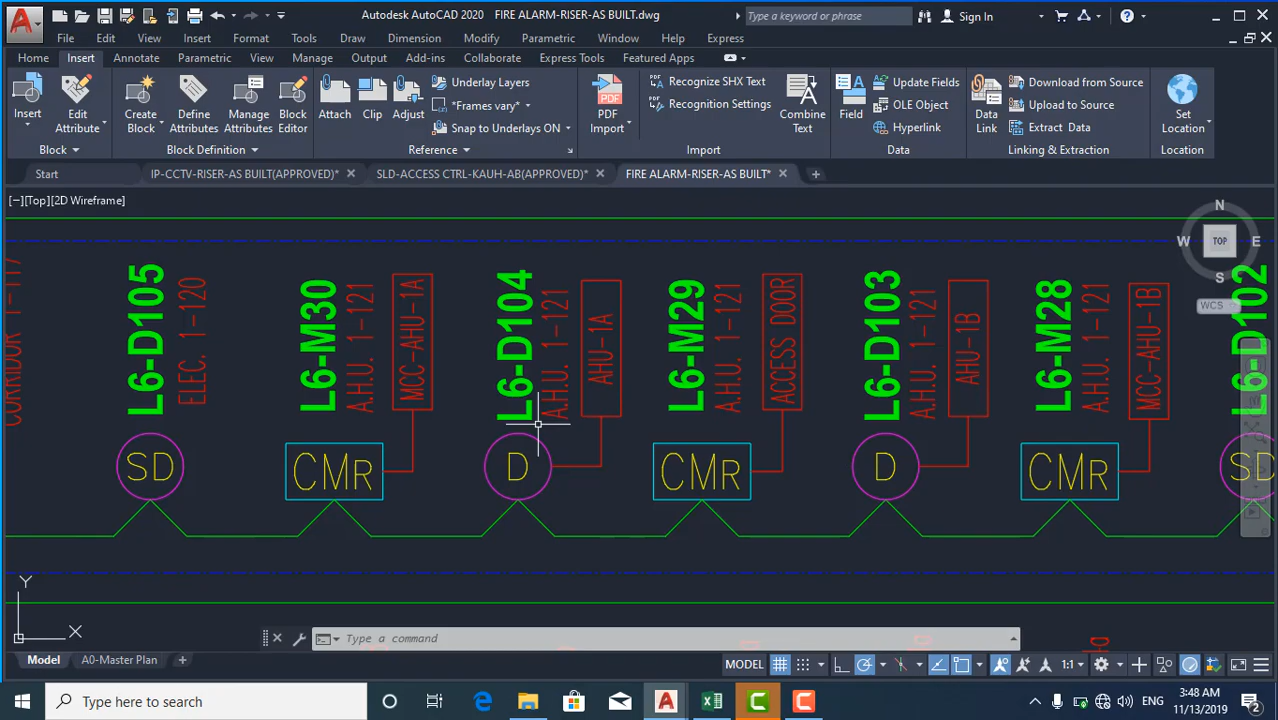 Autodesk AutoCAD 2020 FIRE ALARM-RISER-AS BUILT.dwg
Type a keyword or phrase
Sign In
File Edit View Insert Format Tools Draw Dimension Modify Parametric Window Help Express
Home Insert Annotate Parametric View Manage Output Add-ins Collaborate Express Tools Featured Apps
Insert
Edit
Attribute
Create
Block
Define
Attributes
Manage
Attributes
Block
Editor
Attach
Clip
Adjust
Underlay Layers
*Frames vary*
Snap to Underlays ON
PDF
PDF
Import
Recognize SHX Text
Recognition Settings
Combine
Text
Field
Update Fields
OLE Object
Hyperlink
Data
Link
Download from Source
Upload to Source
Extract Data
Set
Location
Block
Block Definition
Reference
Import
Data
Linking & Extraction
Location
Start
IP-CCTV-RISER-AS BUILT(APPROVED)*
SLD-ACCESS CTRL-KAUH-AB(APPROVED)*
FIRE ALARM-RISER-AS BUILT*
[−][Top][2D Wireframe]
N
W
TOP
E
S
WCS
CORRIDOR 1-117
L6-D105
ELEC. 1-120
L6-M30
A.H.U. 1-121
MCC-AHU-1A
L6-D104
A.H.U. 1-121
AHU-1A
L6-M29
A.H.U. 1-121
ACCESS DOOR
L6-D103
A.H.U. 1-121
AHU-1B
L6-M28
A.H.U. 1-121
MCC-AHU-1B
L6-D102
SD
CMR
D
CMR
D
CMR
SD
Y
X
Type a command
Model
A0-Master Plan
MODEL
1:1
Type here to search
ENG
3:48 AM
11/13/2019
2